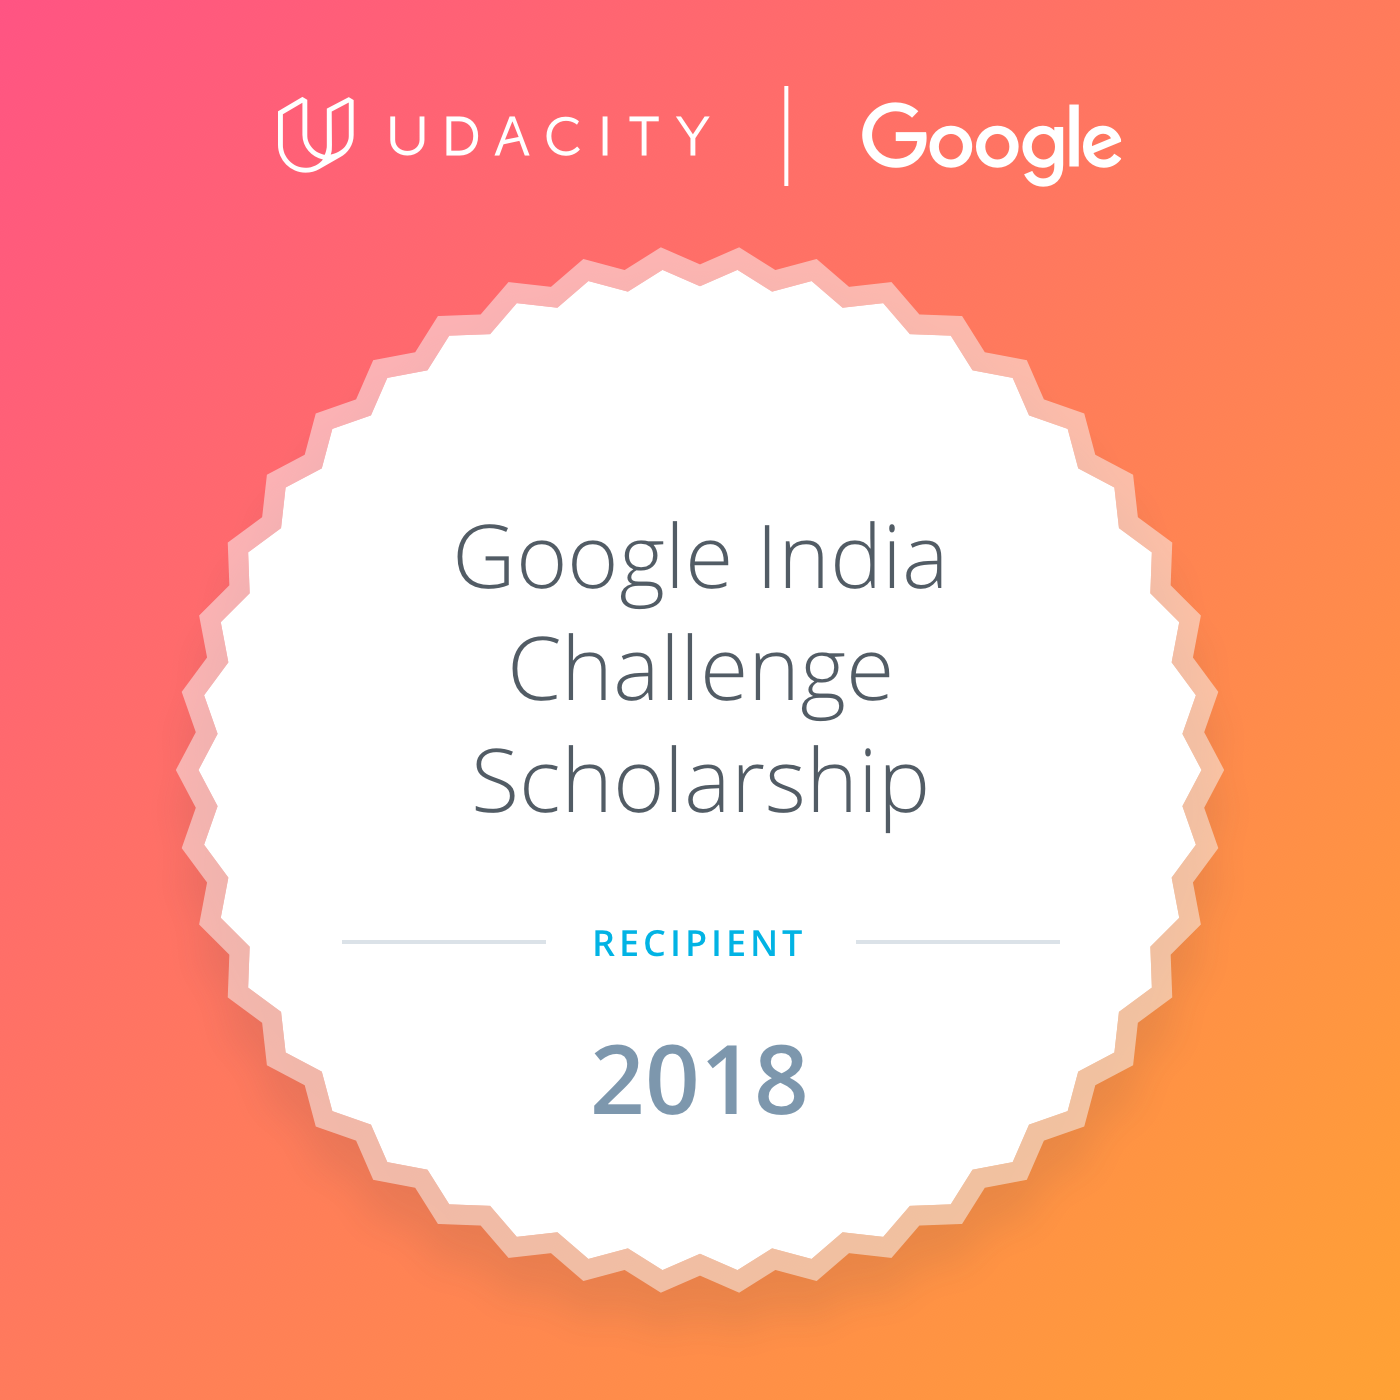 UDACITY | Google
Google India
Challenge
Scholarship
RECIPIENT
2018